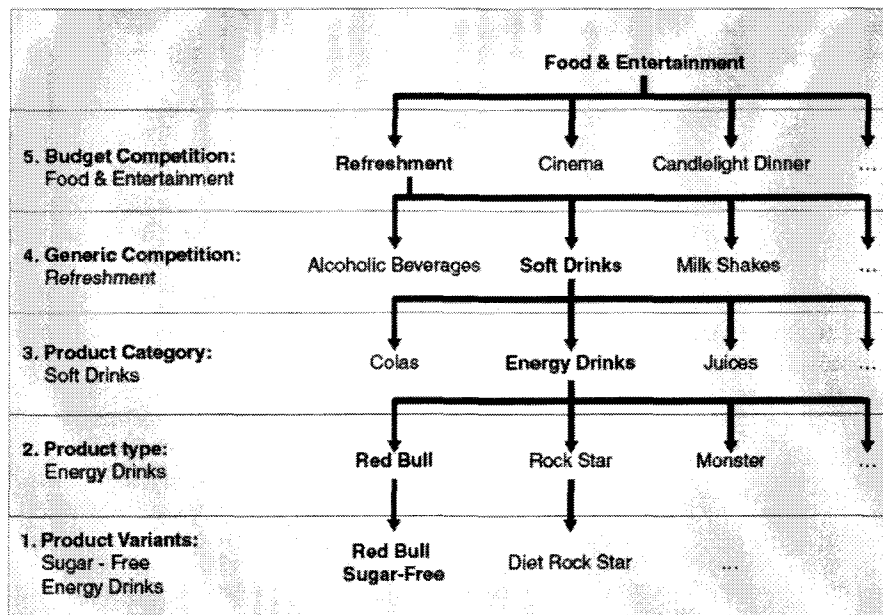 Food & Entertainment
5. Budget Competition:
Food & Entertainment
Refreshment
Cinema
Candlelight Dinner
...
4. Generic Competition:
Refreshment
Alcoholic Beverages
Soft Drinks
Milk Shakes
...
3. Product Category:
Soft Drinks
Colas
Energy Drinks
Juices
...
2. Product type:
Energy Drinks
Red Bull
Rock Star
Monster
...
1. Product Variants:
Sugar - Free
Energy Drinks
Red Bull
Sugar-Free
Diet Rock Star
...